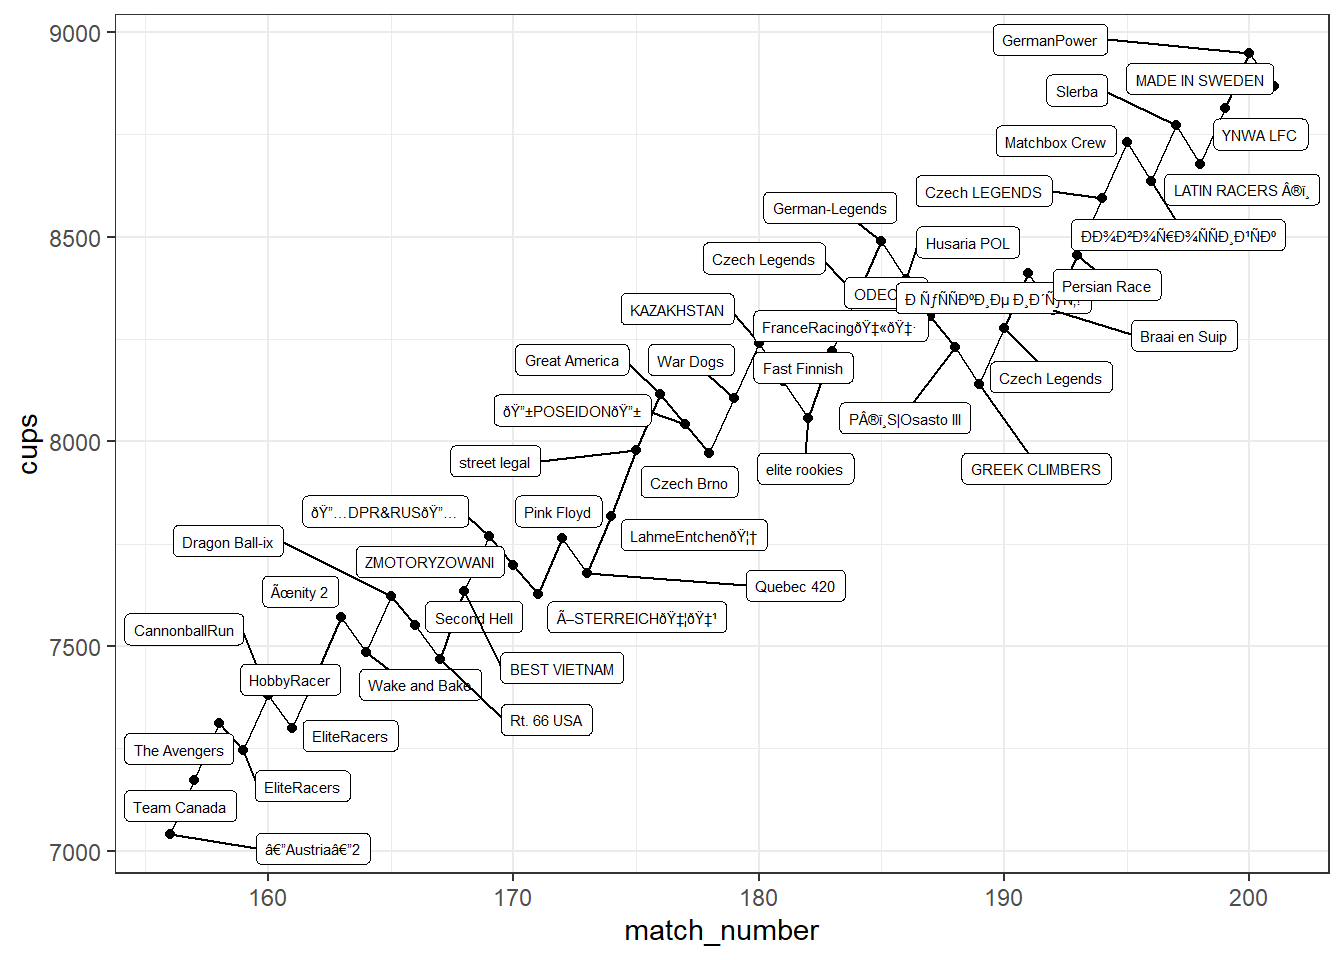 9000
8500
8000
7500
7000
cups
GermanPower
MADE IN SWEDEN
Slerba
YNWA LFC
Matchbox Crew
LATIN RACERS Â®ï¸
Czech LEGENDS
German-Legends
ÐÐ¾Ð²Ð¾Ñ€Ð¾ÑÑÐ¸Ð¹ÑÐº
Husaria POL
Czech Legends
Persian Race
ODEC
KAZAKHSTAN
FranceRacingðŸ‡«ðŸ‡·
Braai en Suip
Great America
War Dogs
Fast Finnish
Czech Legends
ðŸ”±POSEIDONðŸ”±
PÂ®ï¸S|Osasto III
street legal
elite rookies
GREEK CLIMBERS
Czech Brno
ðŸ”…DPR&RUSðŸ”…
Pink Floyd
LahmeEntchenðŸ¦†
Dragon Ball-ix
ZMOTORYZOWANI
Quebec 420
Ãœnity 2
Second Hell
Ã–STERREICHðŸ‡¦ðŸ‡¹
CannonballRun
BEST VIETNAM
HobbyRacer
Wake and Bake
Rt. 66 USA
EliteRacers
The Avengers
EliteRacers
Team Canada
â€”Austriaâ€”2
160
170
180
190
200
match_number